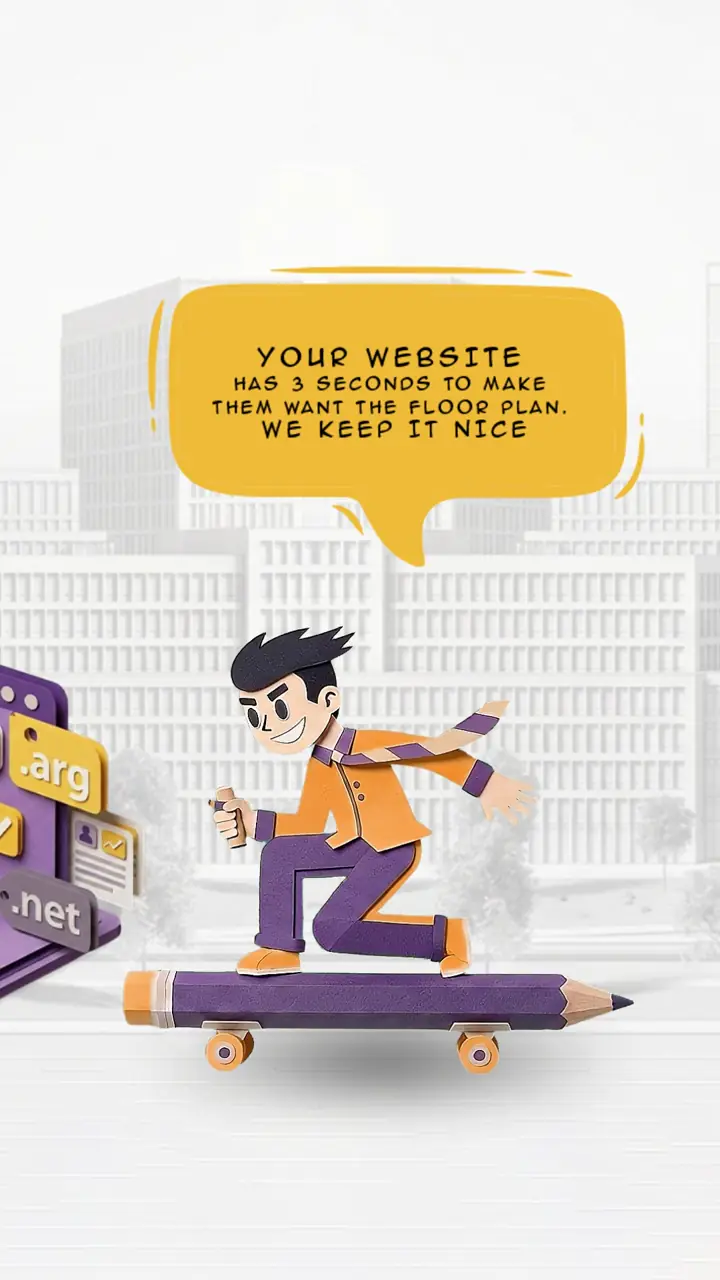 YOUR WEBSITE
HAS 3 SECONDS TO MAKE
THEM WANT THE FLOOR PLAN.
WE KEEP IT NICE
.arg
.net